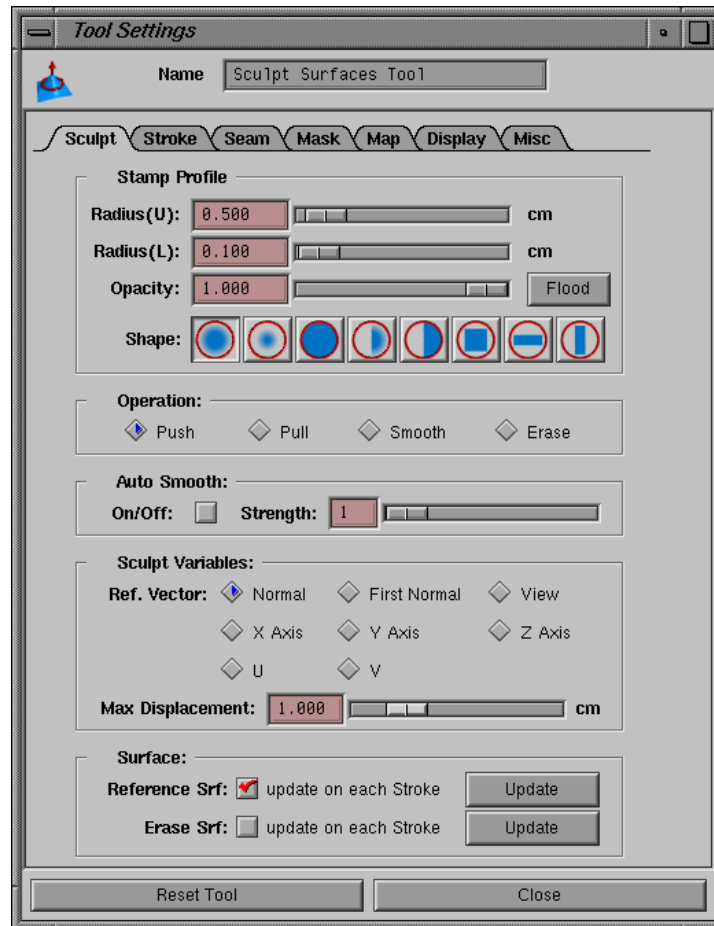 Tool Settings
Name Sculpt Surfaces Tool
Sculpt Stroke Seam Mask Map Display Misc
Stamp Profile
Radius(U): 0.500 cm
Radius(L): 0.100 cm
Opacity: 1.000 Flood
Shape:
Operation:
Push Pull Smooth Erase
Auto Smooth:
On/Off: Strength: 1
Sculpt Variables:
Ref. Vector: Normal First Normal View
X Axis Y Axis Z Axis
U V
Max Displacement: 1.000 cm
Surface:
Reference Srf: update on each Stroke Update
Erase Srf: update on each Stroke Update
Reset Tool Close